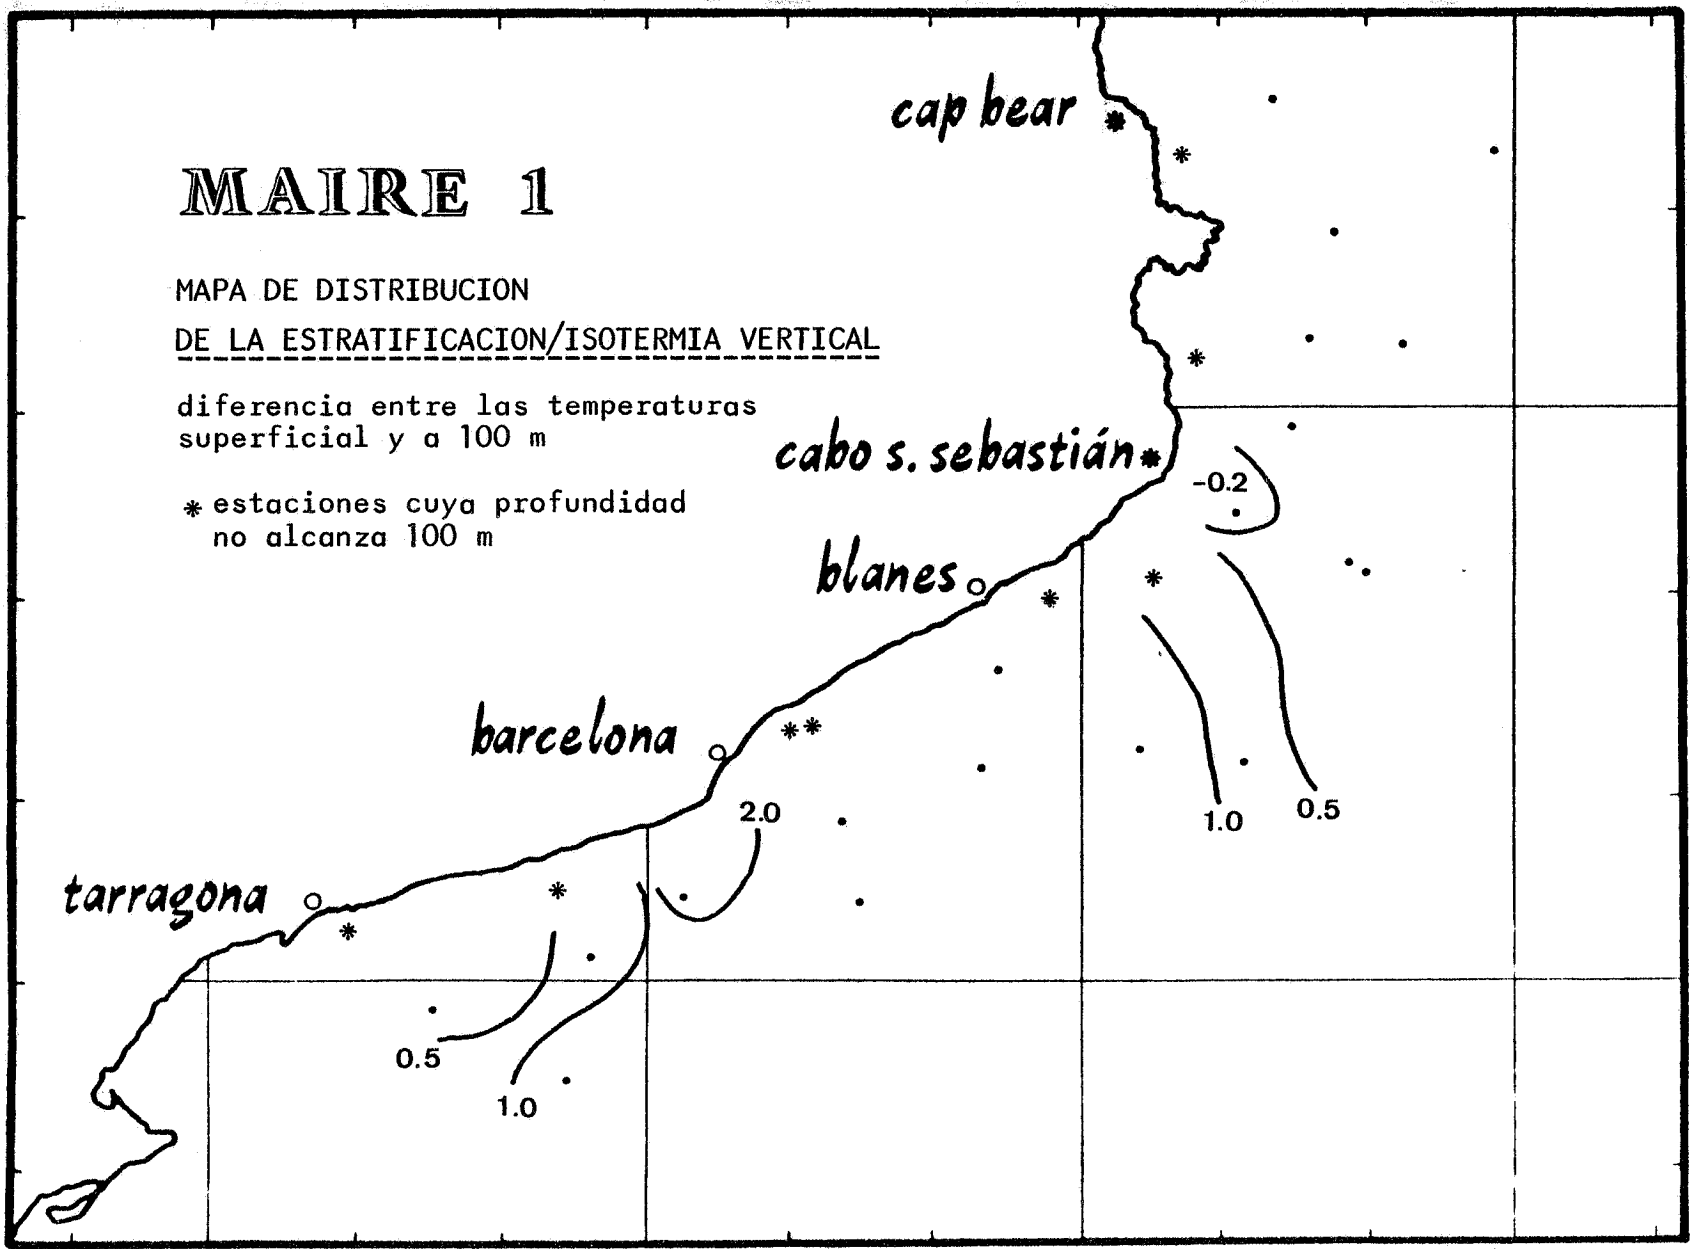 cap bear
MAIRE 1
MAPA DE DISTRIBUCION
DE LA ESTRATIFICACION/ISOTERMIA VERTICAL
diferencia entre las temperaturas
superficial y a 100 m
cabo s. sebastián
-0.2
* estaciones cuya profundidad
no alcanza 100 m
blanes
barcelona
2.0
1.0
0.5
tarragona
0.5
1.0